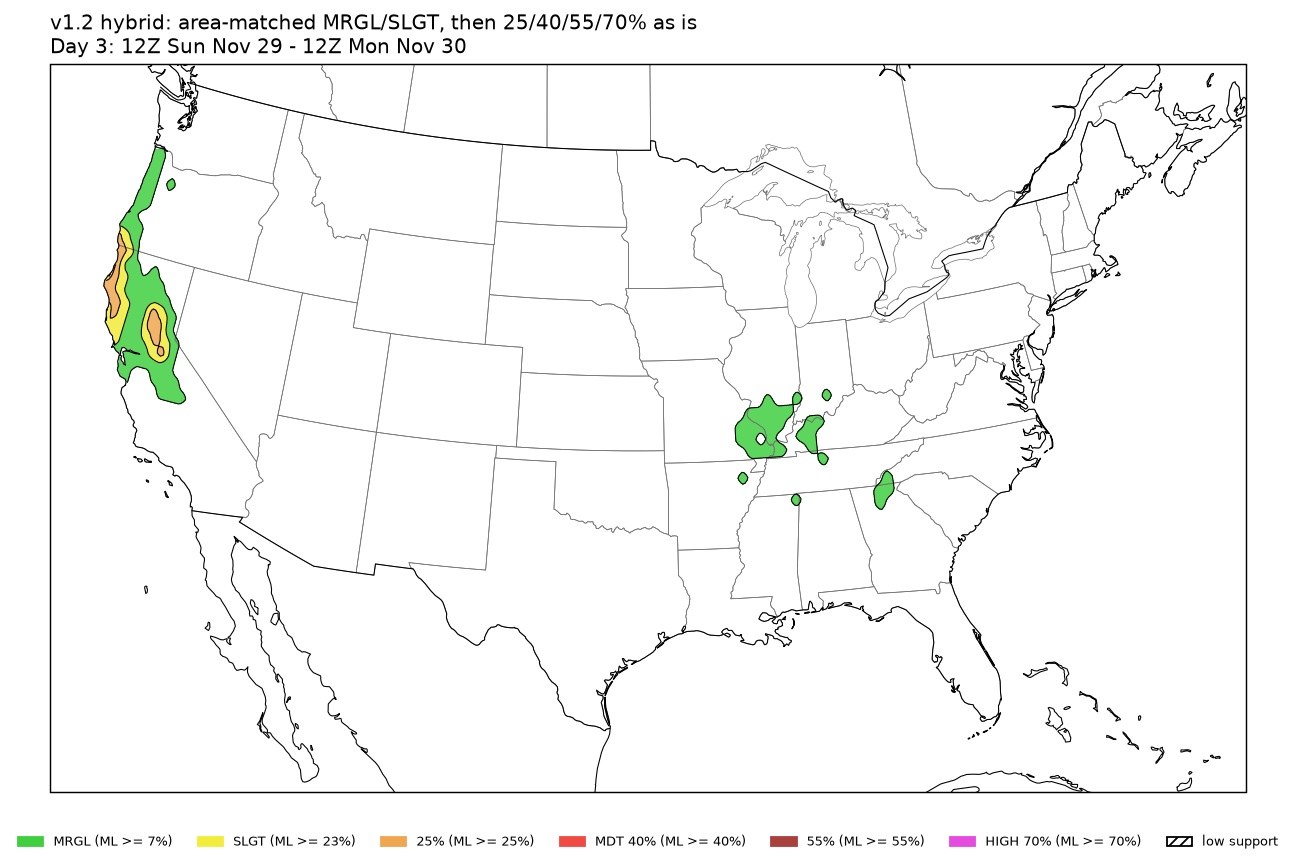 v1.2 hybrid: area-matched MRGL/SLGT, then 25/40/55/70% as is
Day 3: 12Z Sun Nov 29 - 12Z Mon Nov 30
MRGL (ML >= 7%) SLGT (ML >= 23%) 25% (ML >= 25%) MDT 40% (ML >= 40%) 55% (ML >= 55%) HIGH 70% (ML >= 70%) low support